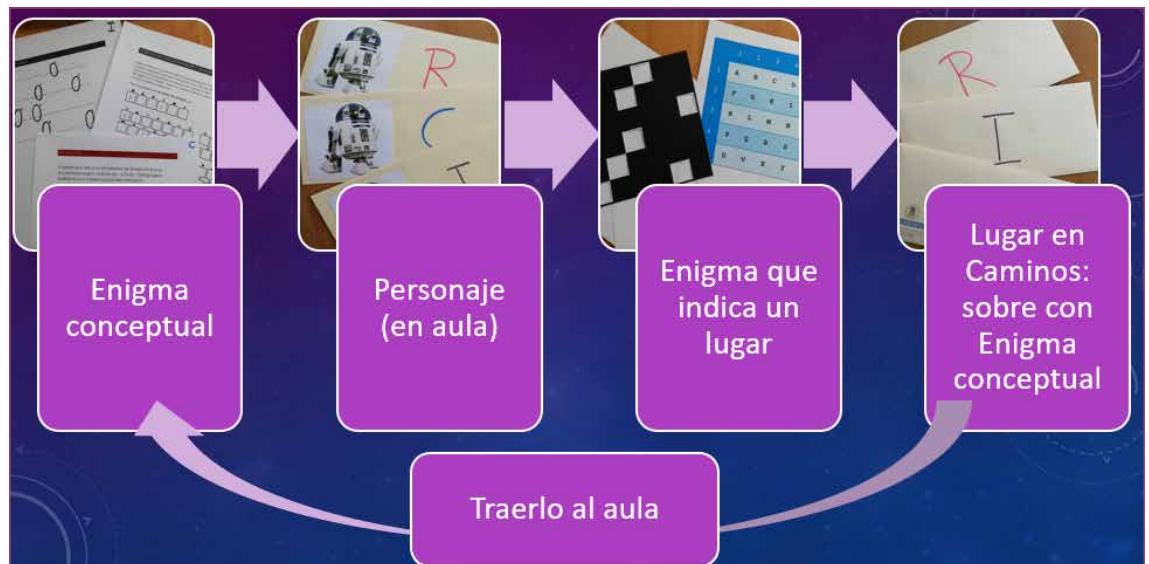 I
C
R
C
I
A B C D
R
I
Enigma
conceptual
Personaje
(en aula)
Enigma que
indica un
lugar
Lugar en
Caminos:
sobre con
Enigma
conceptual
Traerlo al aula